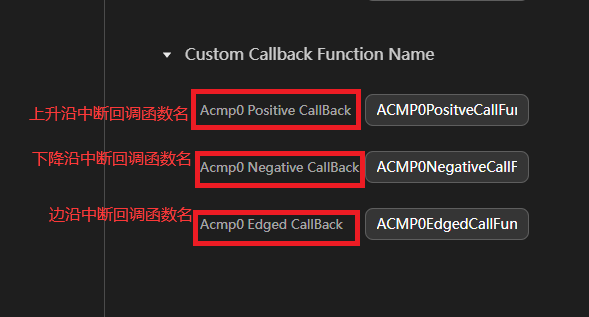 Custom Callback Function Name
上升沿中断回调函数名
Acmp0 Positive CallBack
ACMP0PositveCallFu
下降沿中断回调函数名
Acmp0 Negative CallBack
ACMP0NegativeCallF
边沿中断回调函数名
Acmp0 Edged CallBack
ACMP0EdgedCallFun